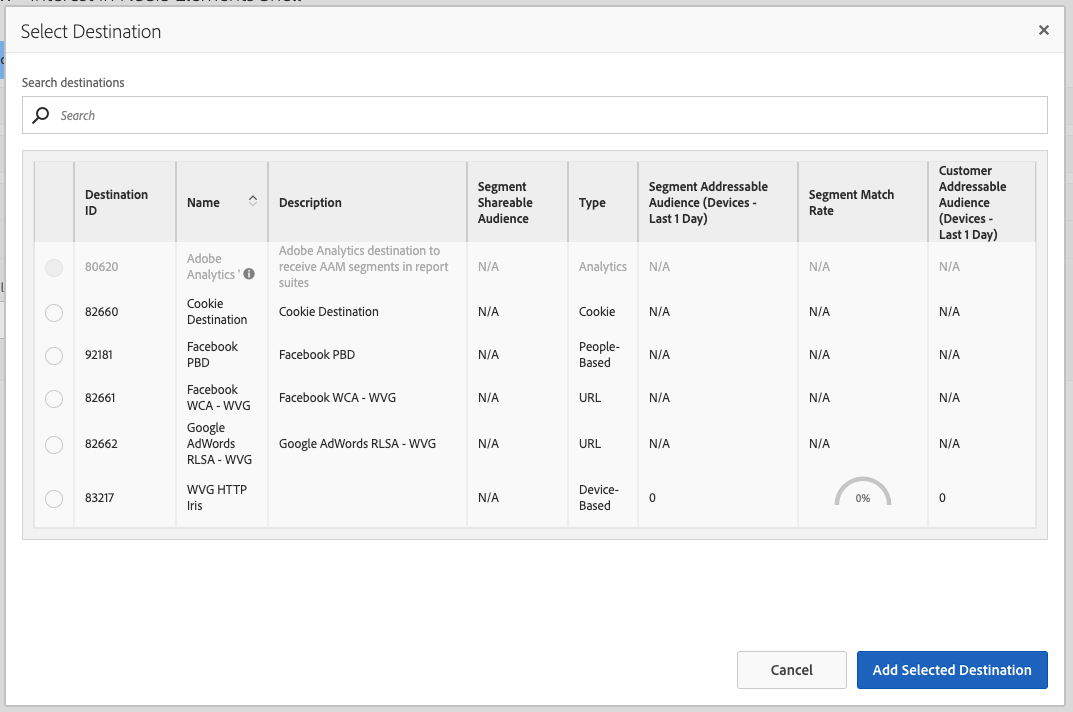 Select Destination
×
Search destinations
Search
Destination
ID
Name
Description
Segment
Shareable
Audience
Type
Segment Addressable
Audience (Devices -
Last 1 Day)
Segment Match
Rate
Customer
Addressable
Audience
(Devices -
Last 1 Day)
80620
Adobe
Analytics '
Adobe Analytics destination to
receive AAM segments in report
suites
N/A
Analytics
N/A
N/A
N/A
82660
Cookie
Destination
Cookie Destination
N/A
Cookie
N/A
N/A
N/A
92181
Facebook
PBD
Facebook PBD
N/A
People-
Based
N/A
N/A
N/A
82661
Facebook
WCA - WVG
Facebook WCA - WVG
N/A
URL
N/A
N/A
N/A
82662
Google
AdWords
RLSA - WVG
Google AdWords RLSA - WVG
N/A
URL
N/A
N/A
N/A
83217
WVG HTTP
Iris
N/A
Device-
Based
0
0%
0
Cancel
Add Selected Destination